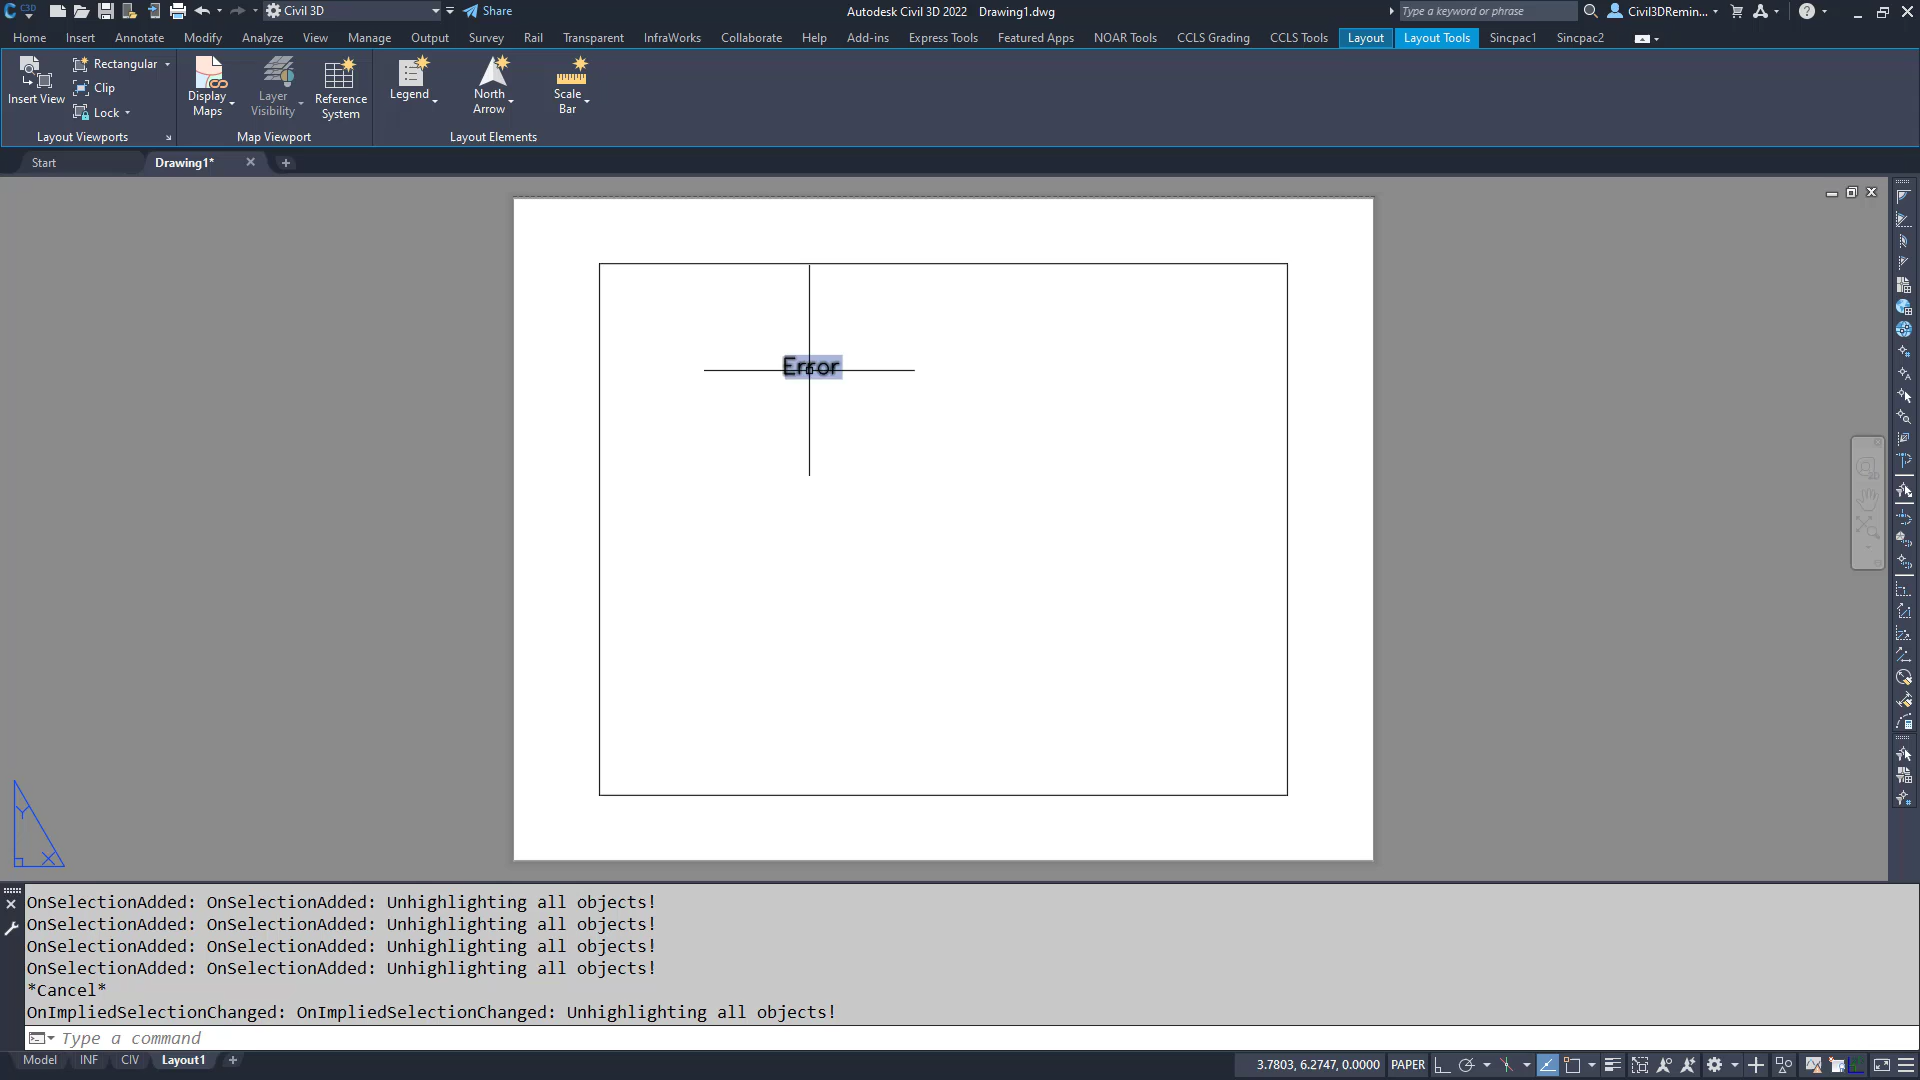 C3D
Civil 3D
Share
Autodesk Civil 3D 2022 Drawing1.dwg
Type a keyword or phrase
Civil3DRemin...
Home Insert Annotate Modify Analyze View Manage Output Survey Rail Transparent InfraWorks Collaborate Help Add-ins Express Tools Featured Apps NOAR Tools CCLS Grading CCLS Tools Layout Layout Tools Sincpac1 Sincpac2
Insert View
Rectangular
Clip
Lock
Layout Viewports
Display
Maps
Layer
Visibility
Reference
System
Map Viewport
Legend
North
Arrow
Scale
Bar
Layout Elements
Start
Drawing1*
Error
Y
X
OnSelectionAdded: OnSelectionAdded: Unhighlighting all objects!
OnSelectionAdded: OnSelectionAdded: Unhighlighting all objects!
OnSelectionAdded: OnSelectionAdded: Unhighlighting all objects!
OnSelectionAdded: OnSelectionAdded: Unhighlighting all objects!
*Cancel*
OnImpliedSelectionChanged: OnImpliedSelectionChanged: Unhighlighting all objects!
Type a command
Model INF CIV Layout1
3.7803, 6.2747, 0.0000 PAPER